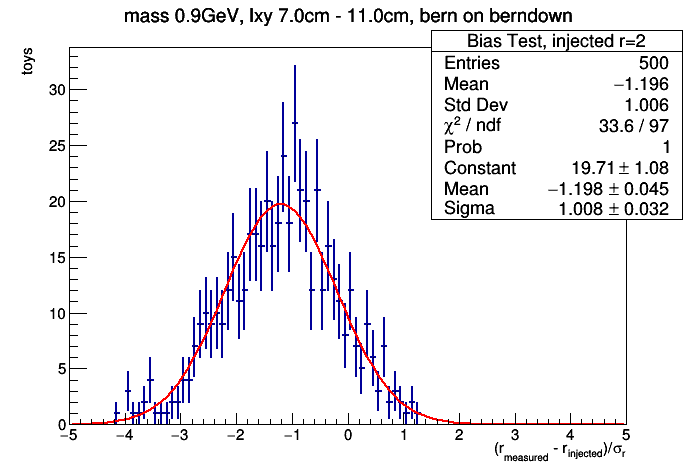 mass 0.9GeV, lxy 7.0cm - 11.0cm, bern on berndown
Bias Test, injected r=2
Entries 500
Mean −1.196
Std Dev 1.006
χ² / ndf 33.6 / 97
Prob 1
Constant 19.71 ± 1.08
Mean −1.198 ± 0.045
Sigma 1.008 ± 0.032
toys
30
25
20
15
10
5
0
−5 −4 −3 −2 −1 0 1 2 3 4 5
(r measured - r injected)/σr